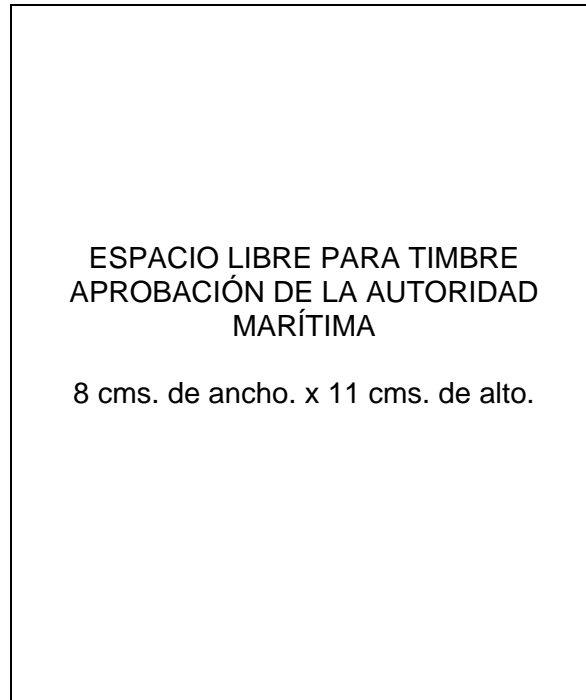 ESPACIO LIBRE PARA TIMBRE
APROBACIÓN DE LA AUTORIDAD
MARÍTIMA
8 cms. de ancho. x 11 cms. de alto.